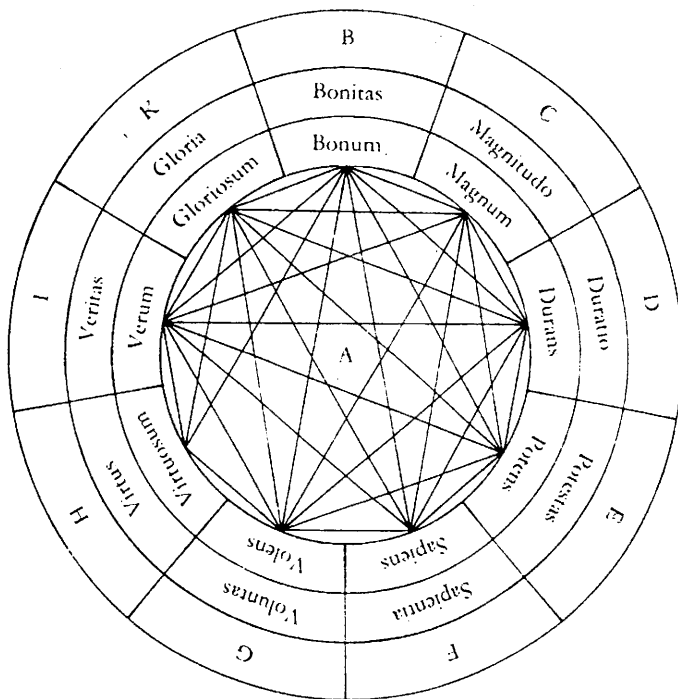 B
Bonitas
Bonum
C
Magnitudo
Magnum
D
Duratio
Durans
E
Potestas
Potens
F
Sapientia
Sapiens
G
Voluntas
Volens
H
Virtus
Virtuosum
I
Veritas
Verum
K
Gloria
Gloriosum
A